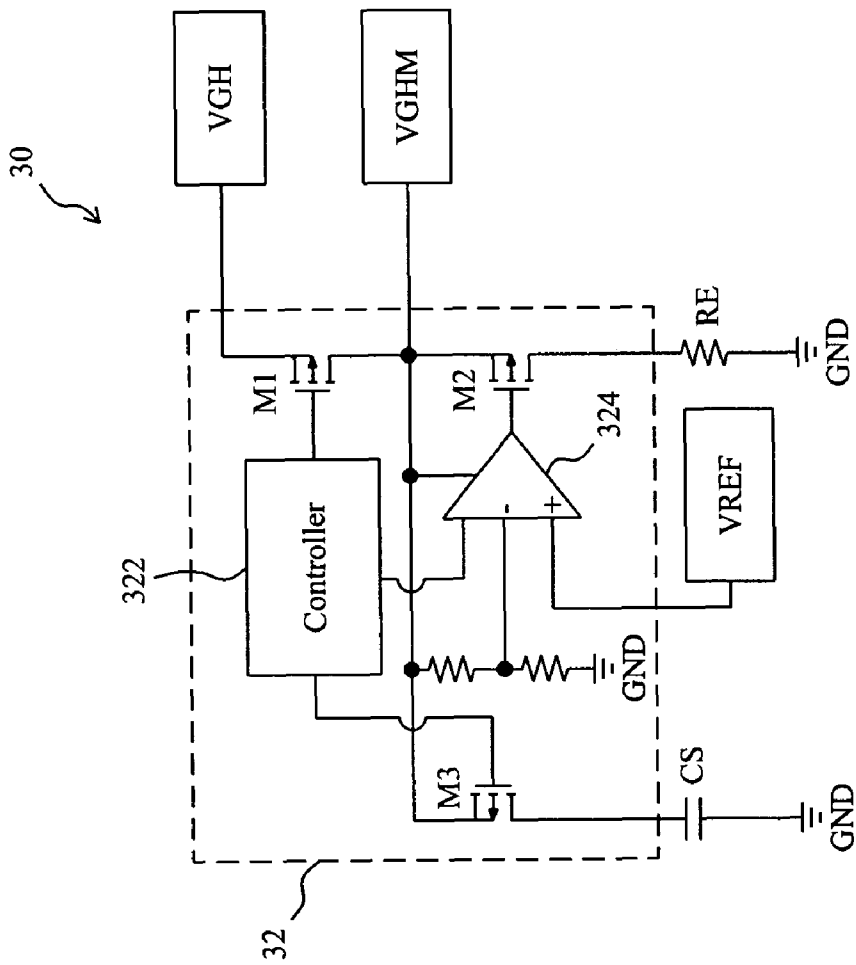 30
VGH
VGHM
M1
322
Controller
M2
324
-
+
M3
GND
32
CS
GND
VREF
RE
GND